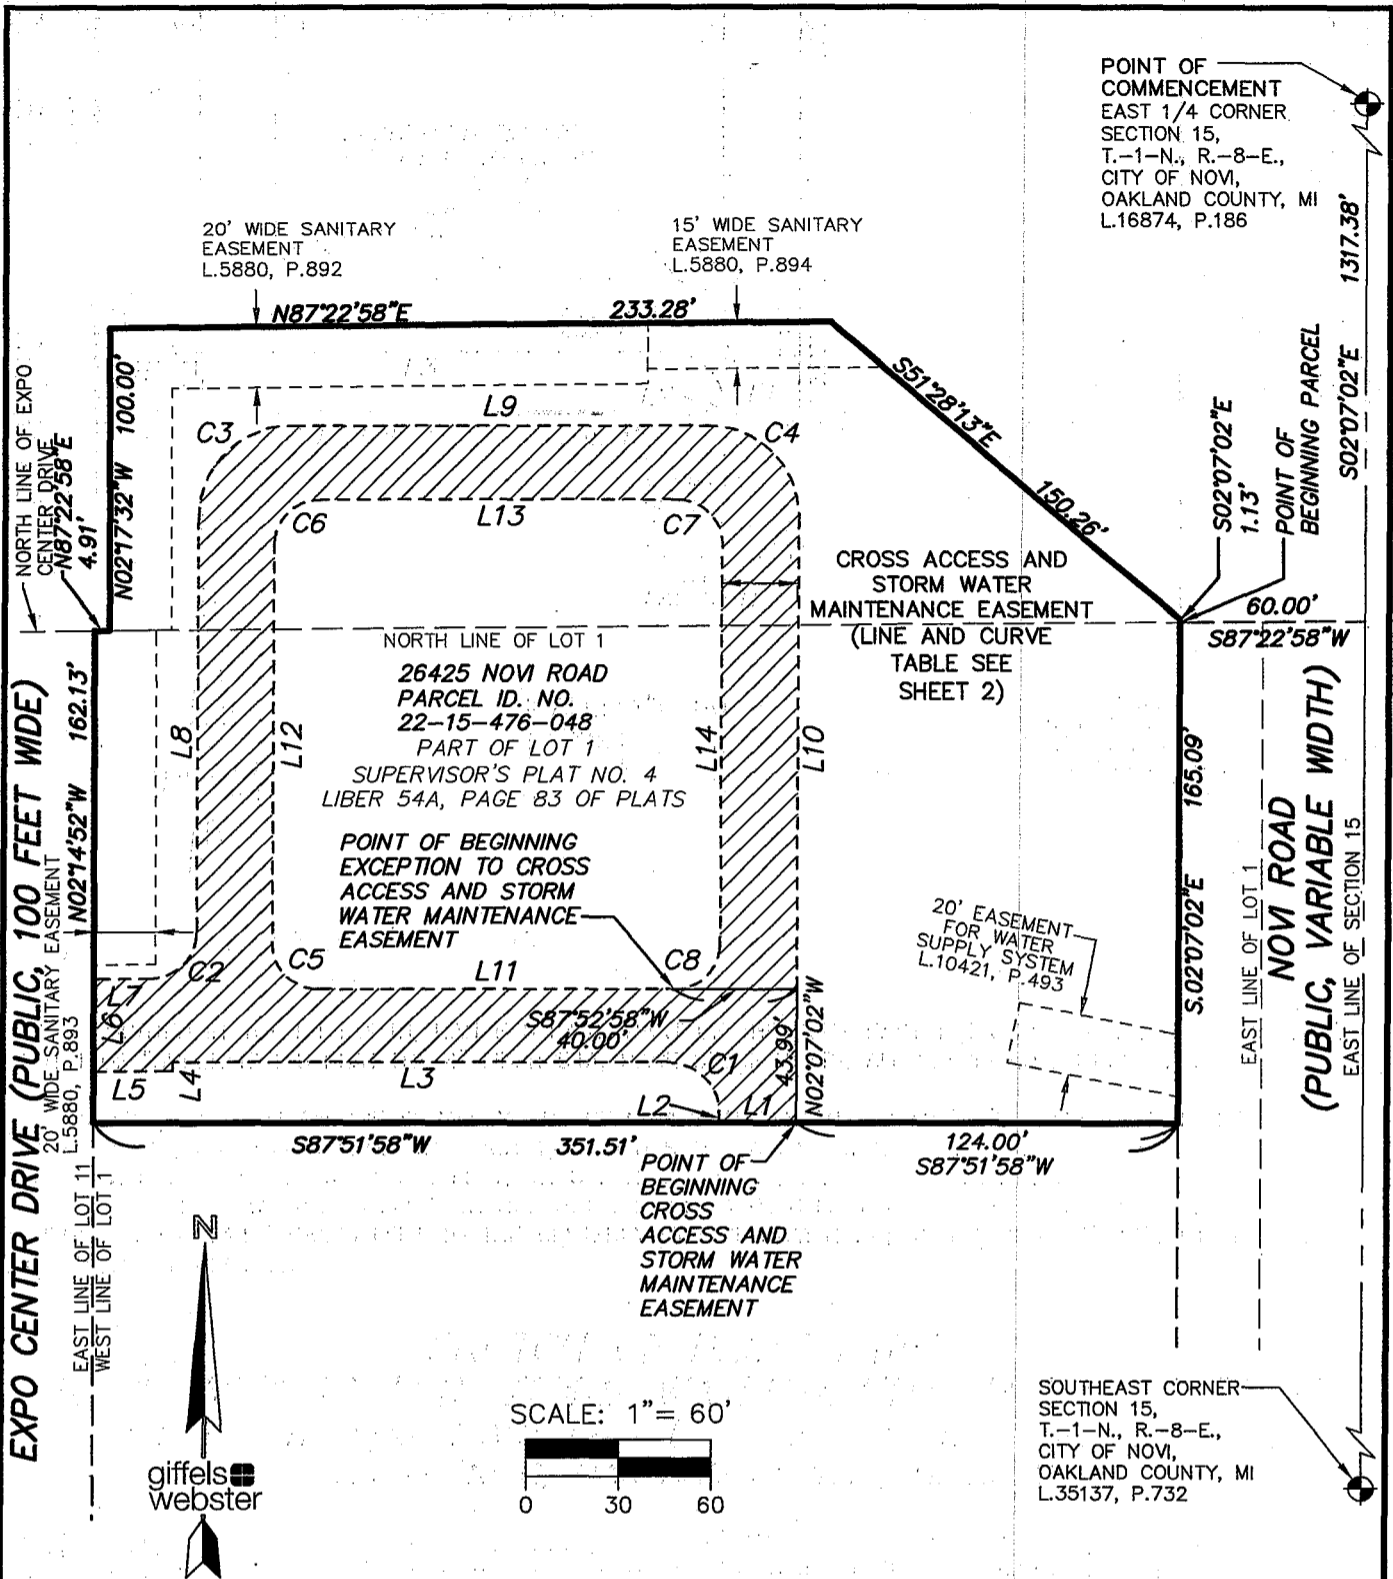 POINT OF
COMMENCEMENT
EAST 1/4 CORNER
SECTION 15,
T.-1-N., R.-8-E.,
CITY OF NOVI,
OAKLAND COUNTY, MI
L.16874, P.186
1317.38'
S02°07'02"E
20' WIDE SANITARY
EASEMENT
L.5880, P.892
15' WIDE SANITARY
EASEMENT
L.5880, P.894
N87°22'58"E
233.28'
S51°28'13"E
150.26'
NORTH LINE OF EXPO
CENTER DRIVE
N87°22'58"E
4.91'
N02°17'32"W 100.00'
C3
L9
C4
C6
L13
C7
S02°07'02"E
1.13'
POINT OF
BEGINNING PARCEL
60.00'
S87°22'58"W
CROSS ACCESS AND
STORM WATER
MAINTENANCE EASEMENT
(LINE AND CURVE
TABLE SEE
SHEET 2)
NORTH LINE OF LOT 1
26425 NOVI ROAD
PARCEL ID. NO.
22-15-476-048
PART OF LOT 1
SUPERVISOR'S PLAT NO. 4
LIBER 54A, PAGE 83 OF PLATS
L8
L12
L14
L10
POINT OF BEGINNING
EXCEPTION TO CROSS
ACCESS AND STORM
WATER MAINTENANCE
EASEMENT
EXPO CENTER DRIVE (PUBLIC, 100 FEET WIDE)
N02°14'52"W 162.13'
20' WIDE SANITARY EASEMENT
L.5880, P.893
S.02°07'02"E 165.09'
NOVI ROAD
(PUBLIC, VARIABLE WIDTH)
EAST LINE OF LOT 1
EAST LINE OF SECTION 15
20' EASEMENT
FOR WATER
SUPPLY SYSTEM
L.10421, P.493
C2
C5
L11
C8
L7
L6
S87°52'58"W
40.00'
N02°07'02"W
43.99'
L5
L4
L3
C1
L2
L1
S87°51'58"W
351.51'
124.00'
S87°51'58"W
POINT OF
BEGINNING
CROSS
ACCESS AND
STORM WATER
MAINTENANCE
EASEMENT
EAST LINE OF LOT 11
WEST LINE OF LOT 1
N
giffels
webster
SCALE: 1"= 60'
0 30 60
SOUTHEAST CORNER
SECTION 15,
T.-1-N., R.-8-E.,
CITY OF NOVI,
OAKLAND COUNTY, MI
L.35137, P.732